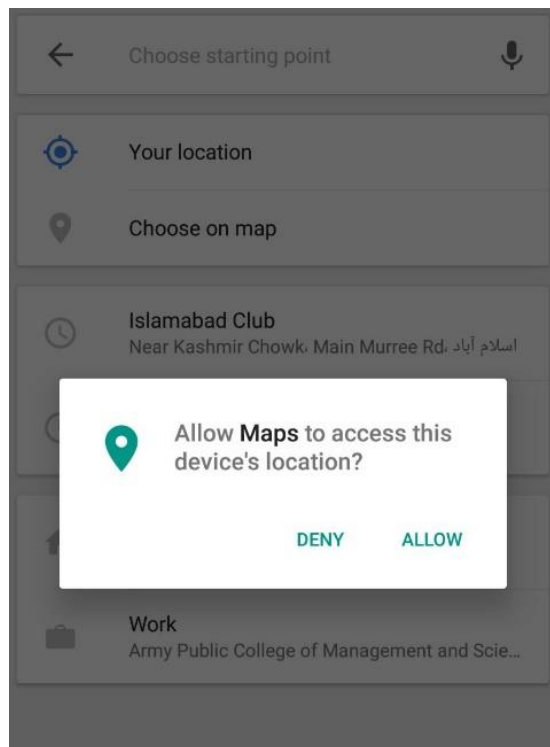 Choose starting point
Your location
Choose on map
Islamabad Club
Near Kashmir Chowk، Main Murree Rd، اسلام آباد
Allow Maps to access this
device's location?
DENY
ALLOW
Work
Army Public College of Management and Scie...